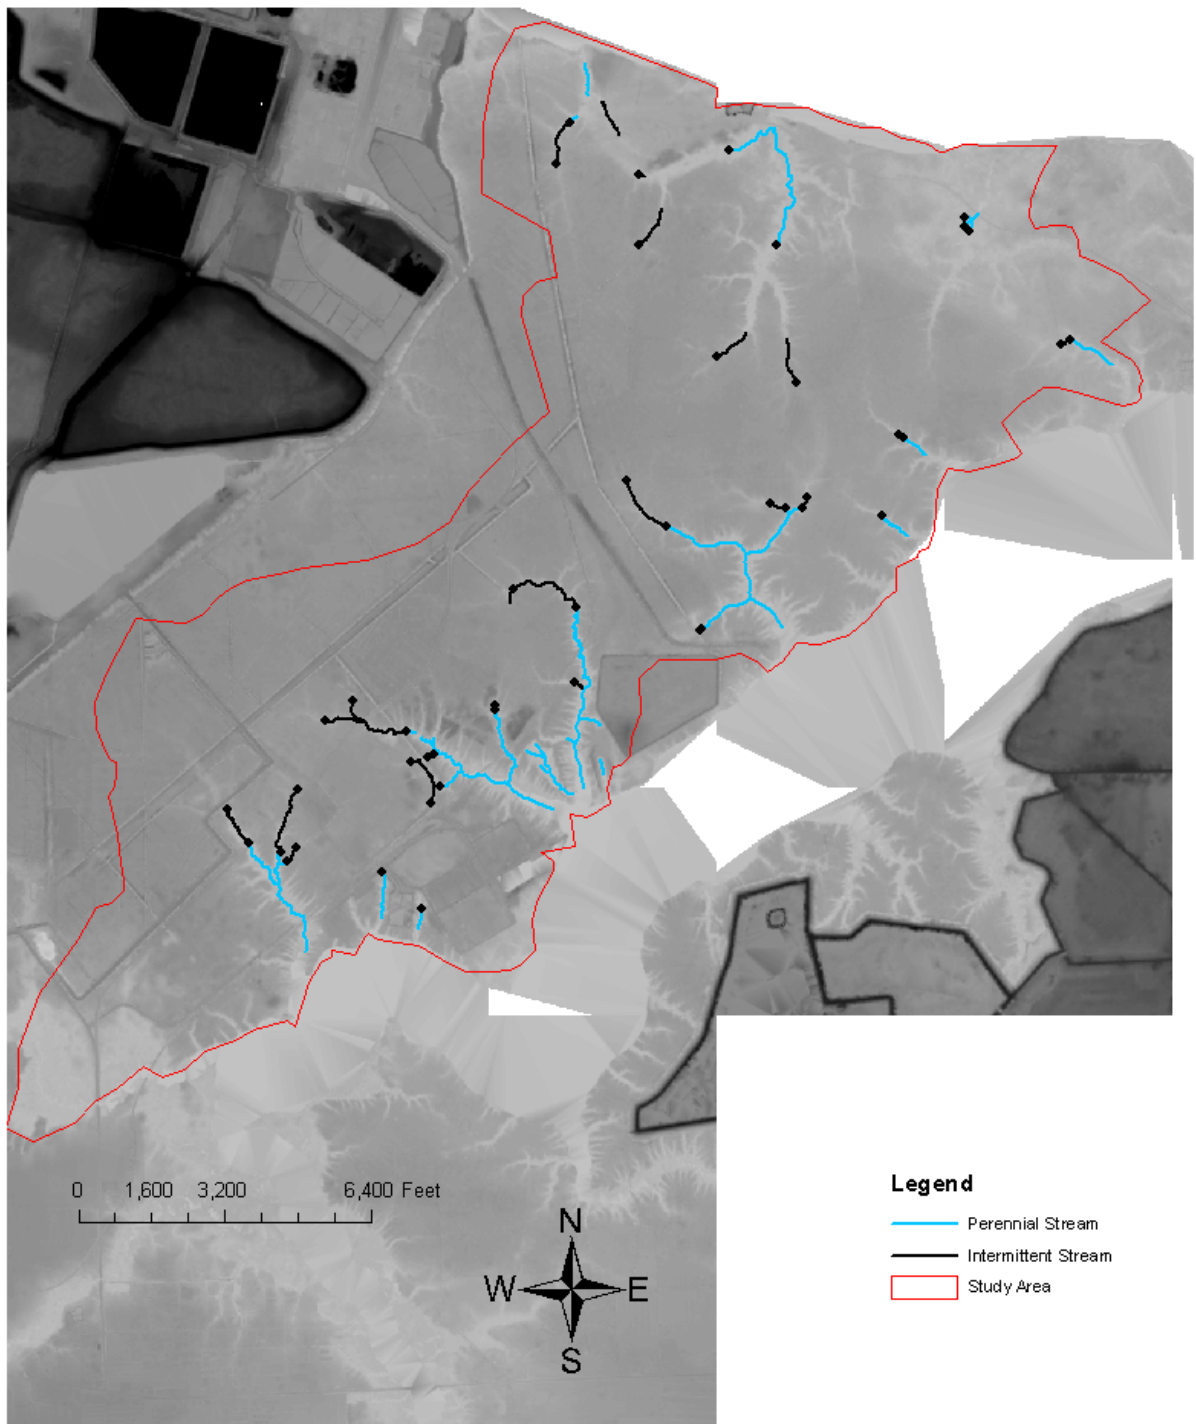 0 1,600 3,200 6,400 Feet
N
W E
S
Legend
Perennial Stream
Intermittent Stream
Study Area